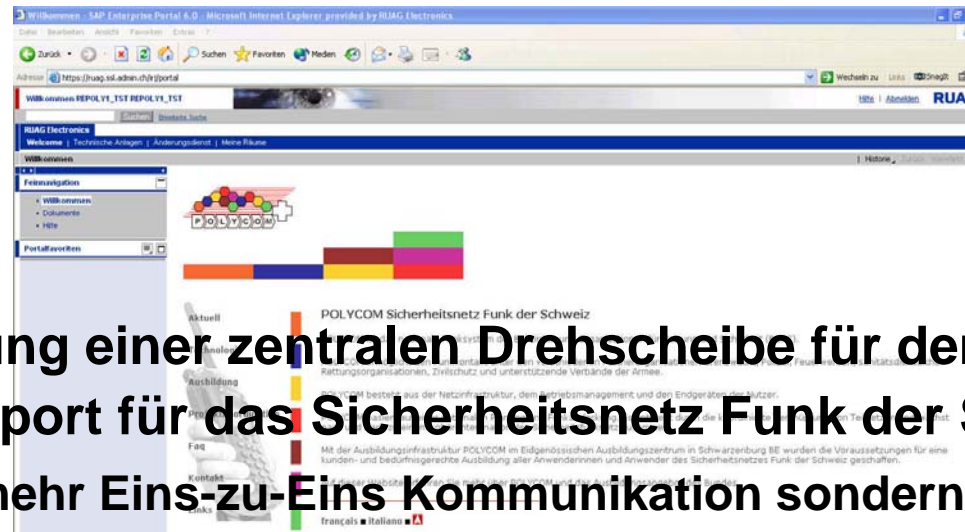 Willkommen - SAP Enterprise Portal 6.0 - Microsoft Internet Explorer provided by RUAG Electronics
Datei Bearbeiten Ansicht Favoriten Extras ?
Zurück Suchen Favoriten Medien
Adresse https://ruag.ssl.admin.ch/irj/portal Wechseln zu Links SnagIt
Willkommen REPOLY1_TST REPOLY1_TST Hilfe | Abmelden RUA
Suchen Erweiterte Suche
RUAG Electronics
Welcome | Technische Anlagen | Änderungsdienst | Meine Räume
Willkommen | Historie Zurück
Feinnavigation
Willkommen
Dokumente
Hilfe
Portalfavoriten
POLYCOM
Aktuell
POLYCOM Sicherheitsnetz Funk der Schweiz
ung einer zentralen Drehscheibe für der
Rettungsorganisationen, Zivilschutz und unterstützende Verbände der Armee.
Ausbildung
POLYCOM besteht aus der Netzinfrastruktur, dem Betriebsmanagement und den Endgeräten der Nutzer.
port für das Sicherheitsnetz Funk der S
Faq
Mit der Ausbildungsinfrastruktur POLYCOM im Eidgenössischen Ausbildungszentrum in Schwarzenburg BE wurden die Voraussetzungen für eine
kunden- und bedürfnisgerechte Ausbildung aller Anwenderinnen und Anwender des Sicherheitsnetzes Funk der Schweiz geschaffen.
Kontakt
mehr Eins-zu-Eins Kommunikation sondern
Links
français italiano